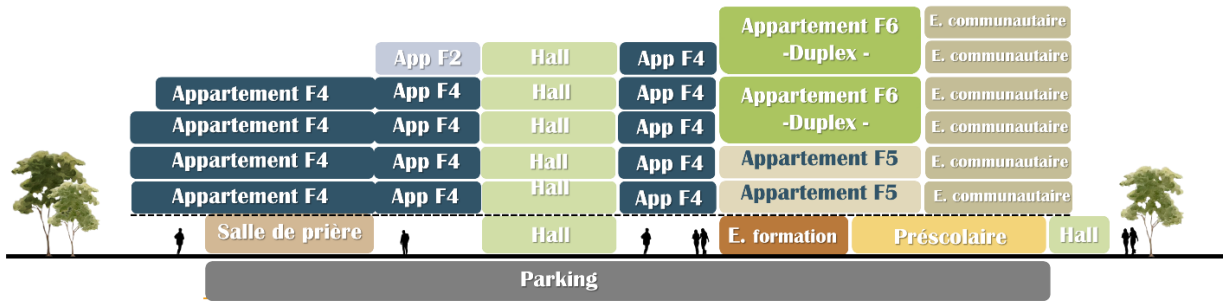 Appartement F6
-Duplex -
E. communautaire
E. communautaire
App F2
Hall
App F4
Appartement F4
App F4
Hall
App F4
Appartement F6
-Duplex -
E. communautaire
Appartement F4
App F4
Hall
App F4
E. communautaire
Appartement F4
App F4
Hall
App F4
Appartement F5
E. communautaire
Appartement F4
App F4
Hall
App F4
Appartement F5
E. communautaire
Salle de prière
Hall
E. formation
Préscolaire
Hall
Parking